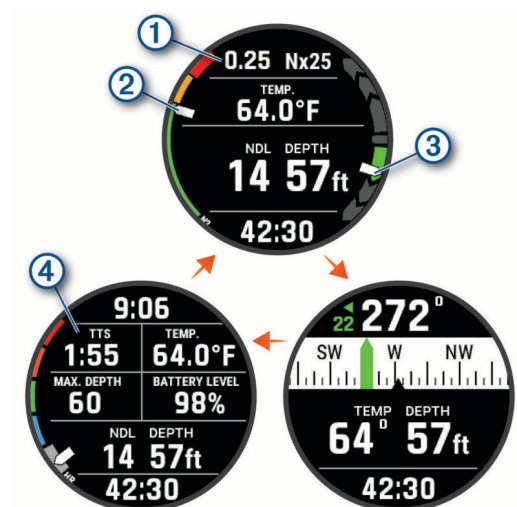 1
0.25 Nx25
2
TEMP.
64.0°F
3
NDL DEPTH
14 57ft
N2
42:30
4
9:06
TTS TEMP.
1:55 64.0°F
MAX. DEPTH BATTERY LEVEL
60 98%
NDL DEPTH
14 57ft
HR
42:30
22 272°
SW W NW
TEMP DEPTH
64° 57ft
42:30